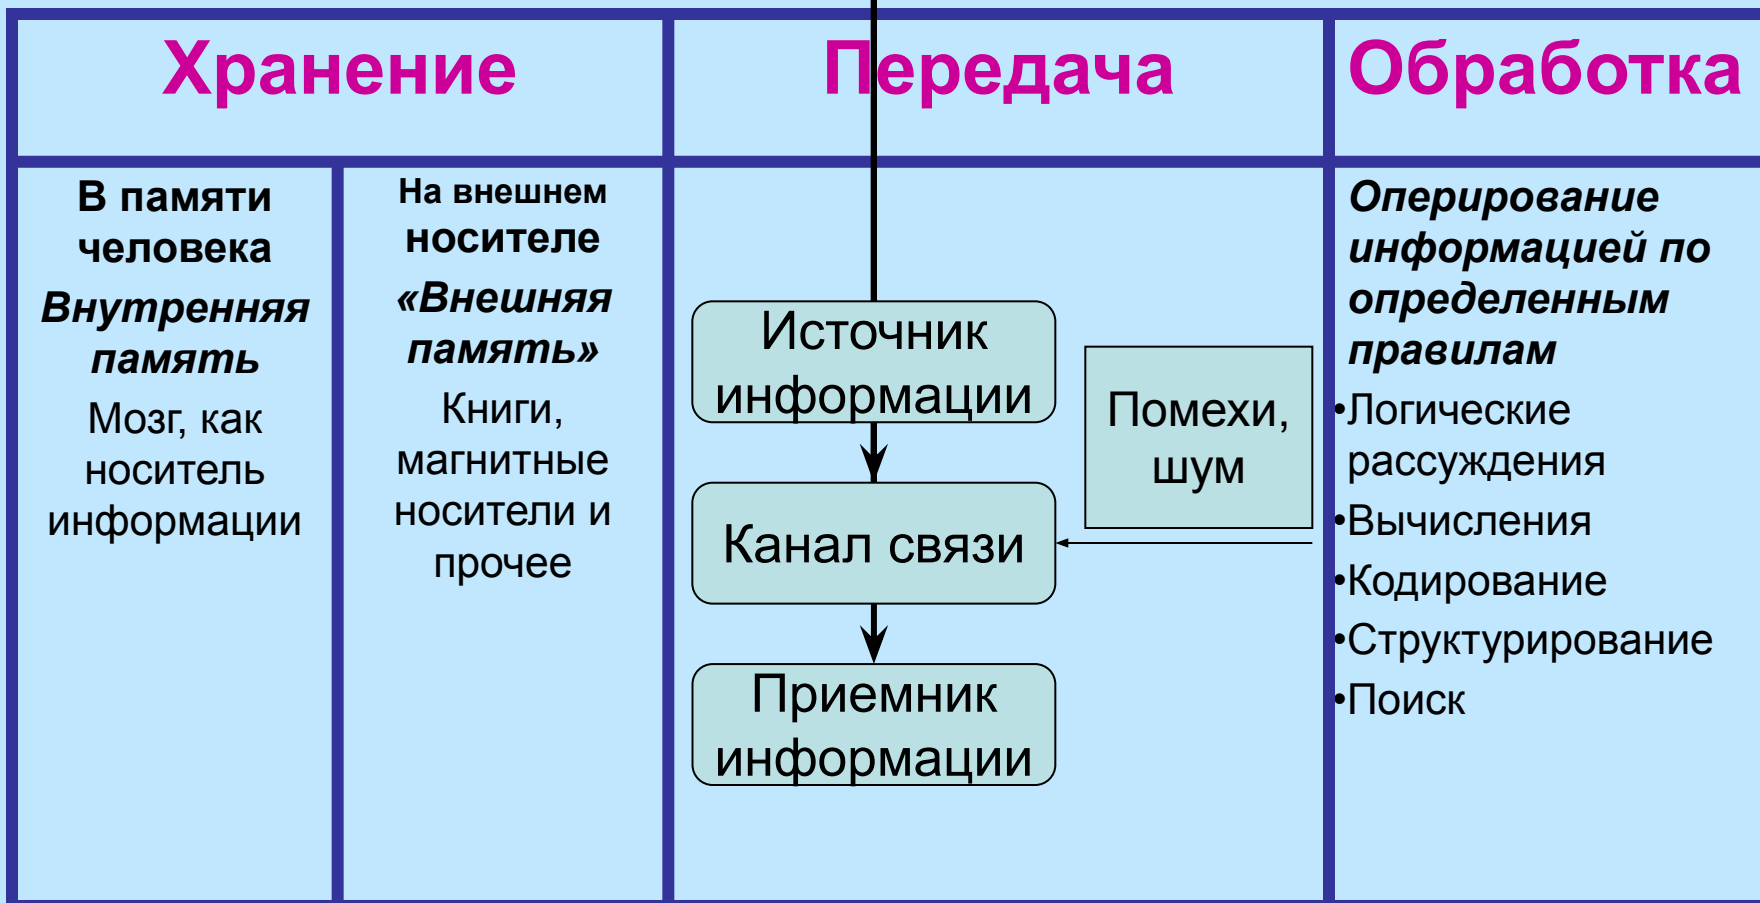 Хранение
Передача
Обработка
В памяти
человека
Внутренняя
память
Мозг, как
носитель
информации
На внешнем
носителе
«Внешняя
память»
Книги,
магнитные
носители и
прочее
Источник
информации
Помехи,
шум
Канал связи
Приемник
информации
Оперирование
информацией по
определенным
правилам
•Логические
рассуждения
•Вычисления
•Кодирование
•Структурирование
•Поиск